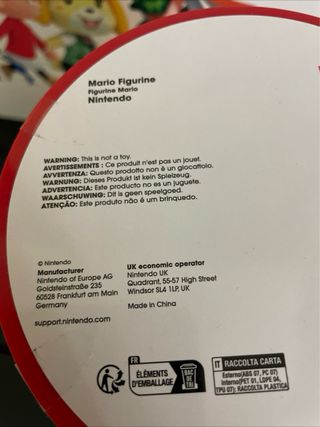 Mario Figurine
Figurine Mario
Nintendo
WARNING: This is not a toy.
AVERTISSEMENTS : Ce produit n'est pas un jouet.
AVVERTENZA: Questo prodotto non è un giocattolo.
WARNUNG: Dieses Produkt ist kein Spielzeug.
ADVERTENCIA: Este producto no es un juguete.
WAARSCHUWING: Dit is geen speelgoed.
ATENÇÃO: Este produto não é um brinquedo.
© Nintendo
Manufacturer
Nintendo of Europe AG
Goldsteinstraße 235
60528 Frankfurt am Main
Germany
support.nintendo.com
UK economic operator
Nintendo UK
Quadrant, 55-57 High Street
Windsor SL4 1LP, UK
Made in China
FR
ÉLÉMENTS
D'EMBALLAGE
BAC
DE TRI
IT RACCOLTA CARTA
Esterno(ABS 07, PC 07)
Interno(PET 01, LDPE 04,
TPU 07): RACCOLTA PLASTICA